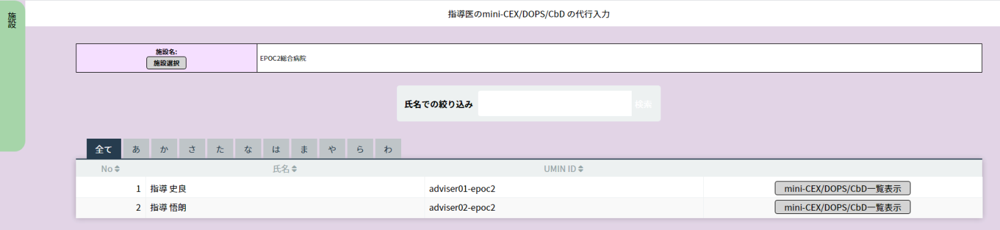 施設
指導医のmini-CEX/DOPS/CbD の代行入力
施設名:
施設選択
EPOC2総合病院
氏名での絞り込み 検索
全て あ か さ た な は ま や ら わ
No 氏名 UMIN ID
1 指導 史良 adviser01-epoc2 mini-CEX/DOPS/CbD一覧表示
2 指導 悟朗 adviser02-epoc2 mini-CEX/DOPS/CbD一覧表示